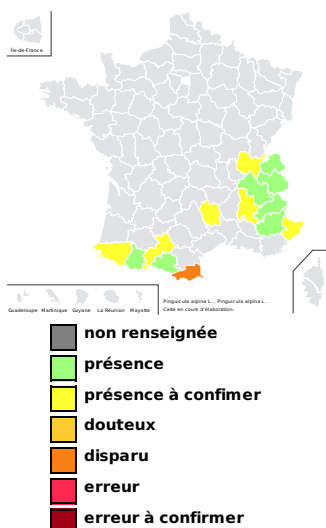 Île-de-France
Guadeloupe Martinique Guyane La Réunion Mayotte
Pinguicula alpina L. , Pinguicula alpina L.
Carte en cours d'élaboration.
non renseignée
présence
présence à confimer
douteux
disparu
erreur
erreur à confirmer